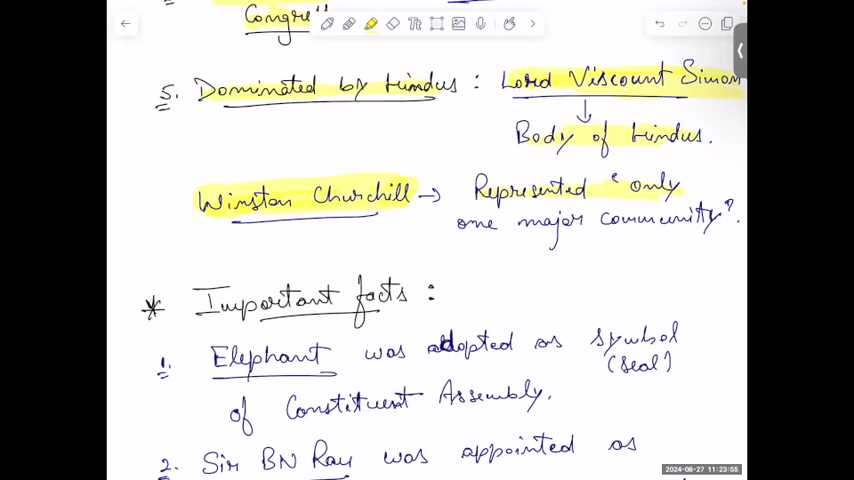 Congre"
Tt
5. Dominated by Hindus : Lord Viscount Simon
↓
Body of Hindus.
Winston Churchill → Represented ‘only
one major community’.
* Important facts :
1. Elephant was adopted as symbol
(seal)
of Constituent Assembly.
2. Sir BN Rau was appointed as
2024-08-27 11:23:55